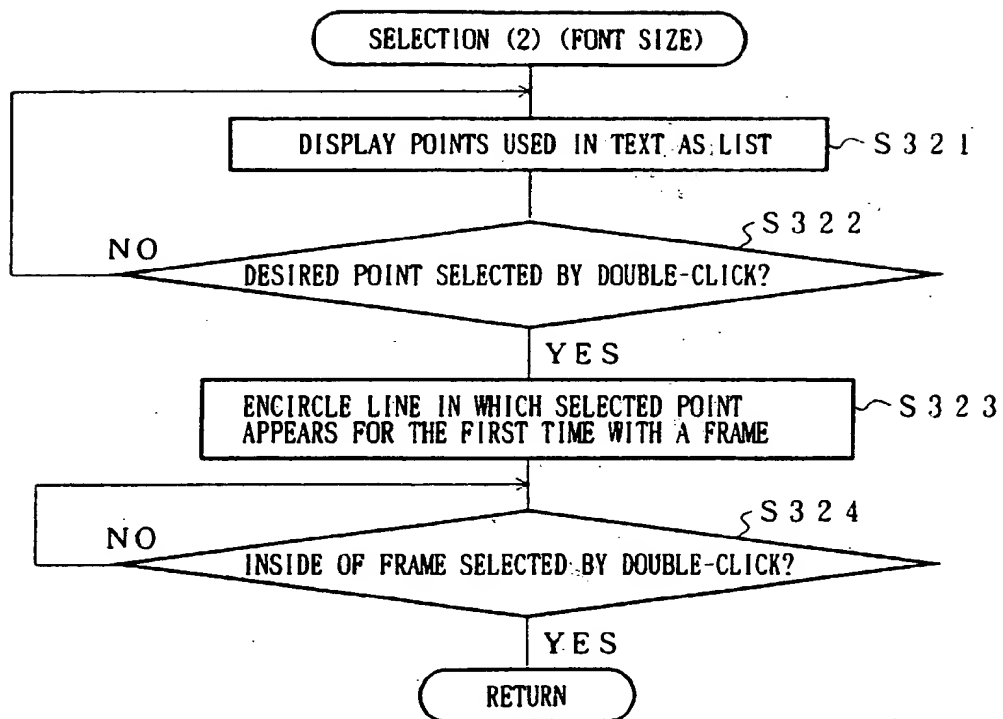 SELECTION (2) (FONT SIZE)
DISPLAY POINTS USED IN TEXT AS LIST
S321
S322
NO
DESIRED POINT SELECTED BY DOUBLE-CLICK?
YES
ENCIRCLE LINE IN WHICH SELECTED POINT
APPEARS FOR THE FIRST TIME WITH A FRAME
S323
S324
NO
INSIDE OF FRAME SELECTED BY DOUBLE-CLICK?
YES
RETURN